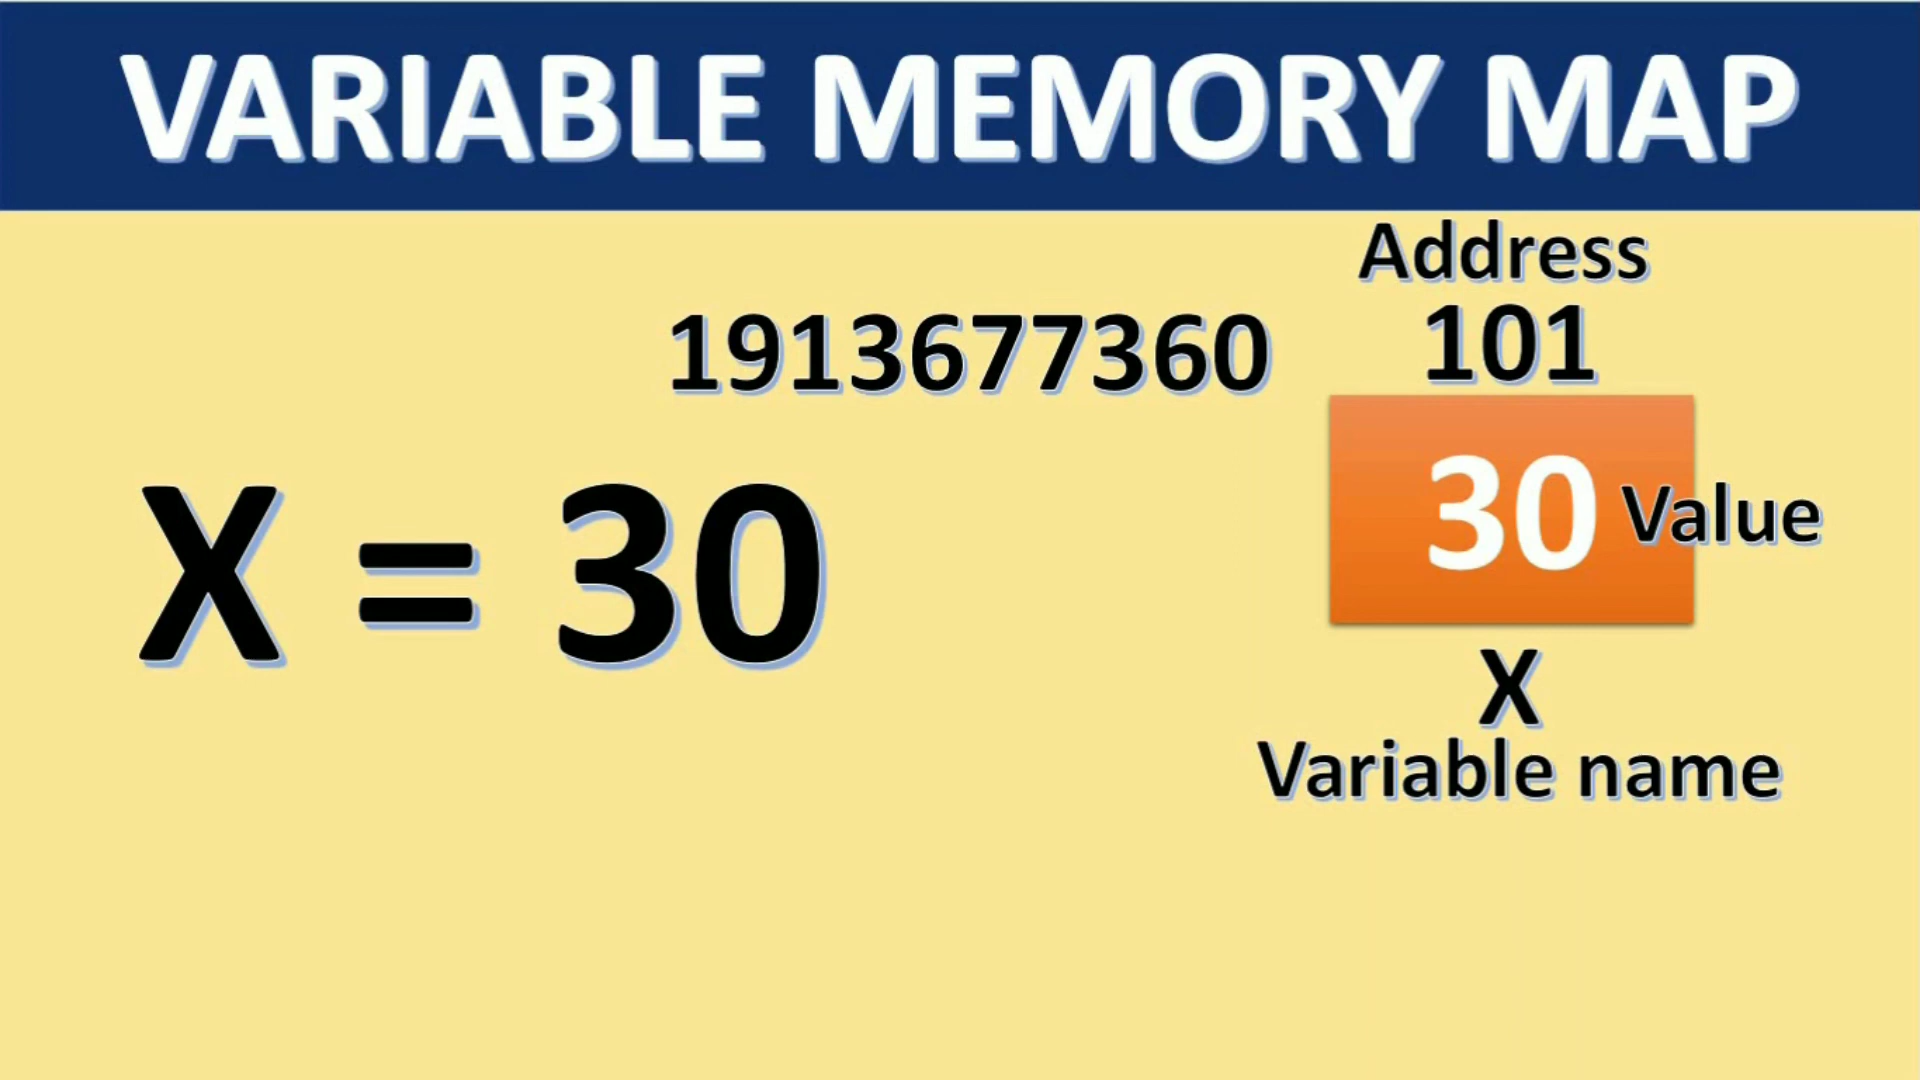 VARIABLE MEMORY MAP
Address
1913677360
101
X = 30
30 Value
X
Variable name